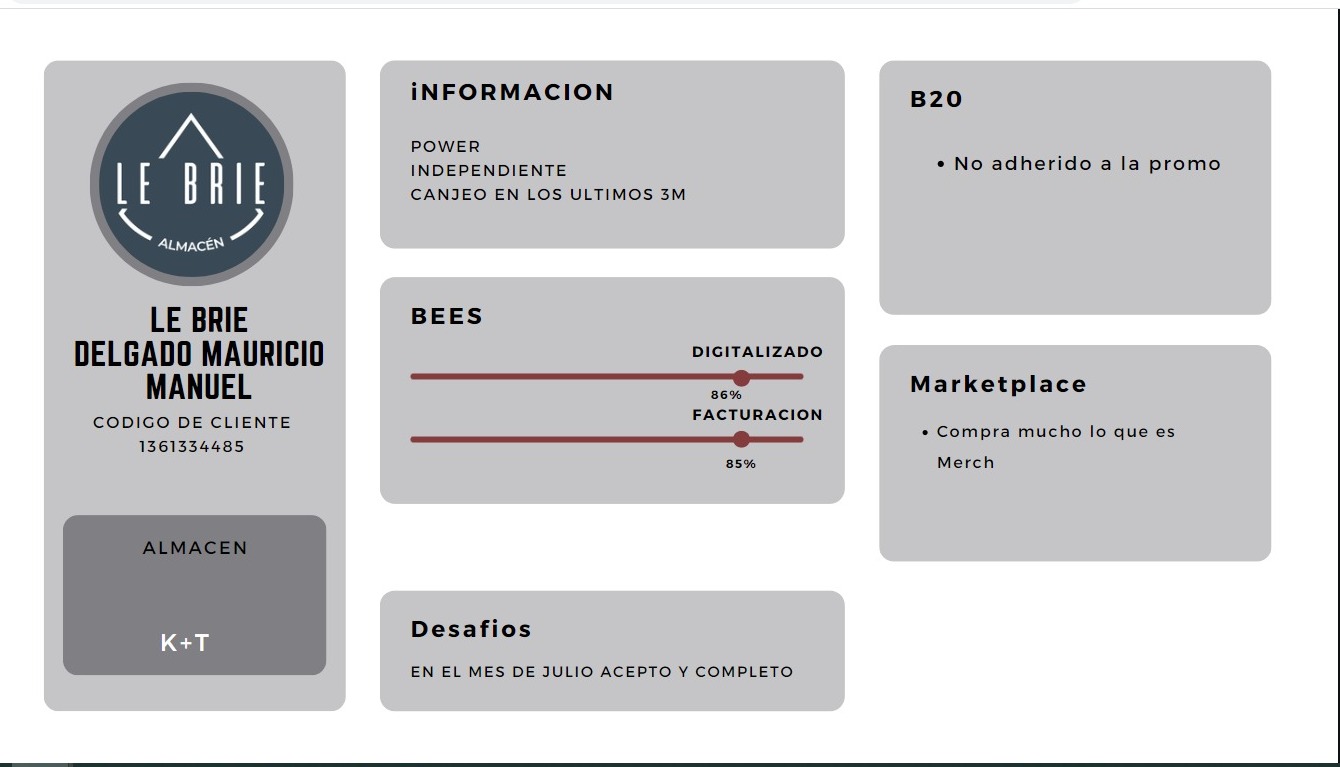 LE BRIE
ALMACÉN
LE BRIE
DELGADO MAURICIO
MANUEL
CODIGO DE CLIENTE
1361334485
ALMACEN
K+T
iNFORMACION
POWER
INDEPENDIENTE
CANJEO EN LOS ULTIMOS 3M
BEES
DIGITALIZADO
86%
FACTURACION
85%
Desafios
EN EL MES DE JULIO ACEPTO Y COMPLETO
B20
• No adherido a la promo
Marketplace
• Compra mucho lo que es
Merch